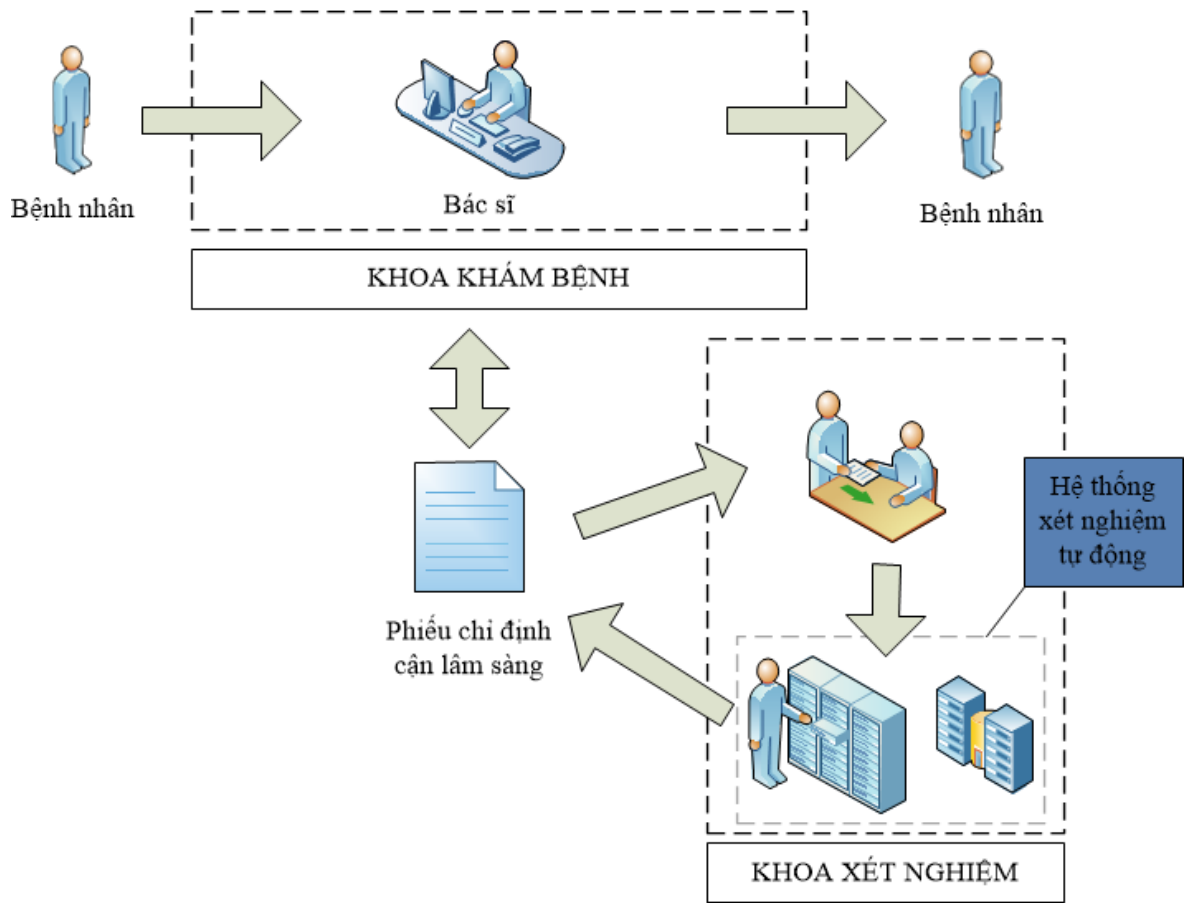 Bệnh nhân
Bác sĩ
Bệnh nhân
KHOA KHÁM BỆNH
Phiếu chỉ định
cận lâm sàng
Hệ thống
xét nghiệm
tự động
KHOA XÉT NGHIỆM